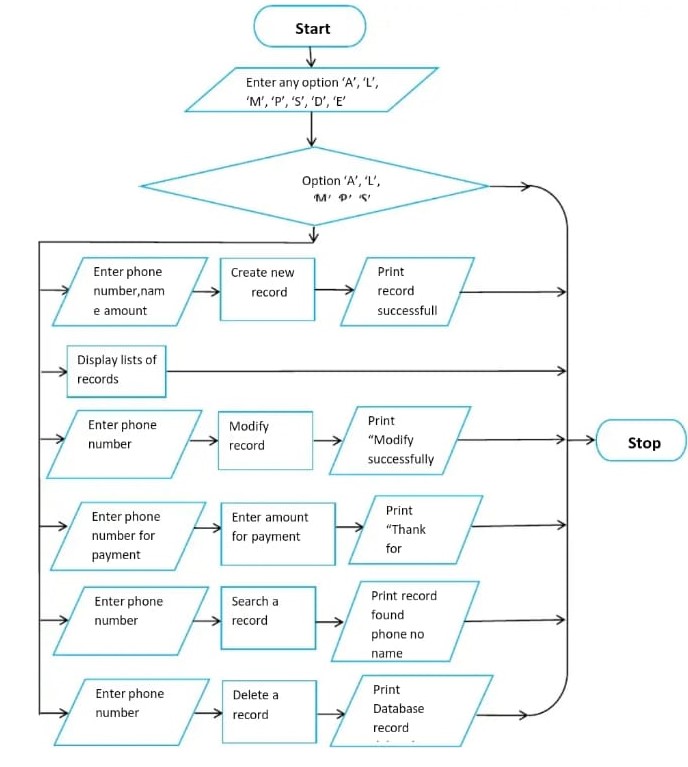 Start
Enter any option ‘A’, ‘L’,
‘M’, ‘P’, ‘S’, ‘D’, ‘E’
Option ‘A’, ‘L’,
Enter phone
number,nam
e amount
Create new
record
Print
record
successfull
Display lists of
records
Enter phone
number
Modify
record
Print
“Modify
successfully
Stop
Enter phone
number for
payment
Enter amount
for payment
Print
“Thank
for
Enter phone
number
Search a
record
Print record
found
phone no
name
Enter phone
number
Delete a
record
Print
Database
record